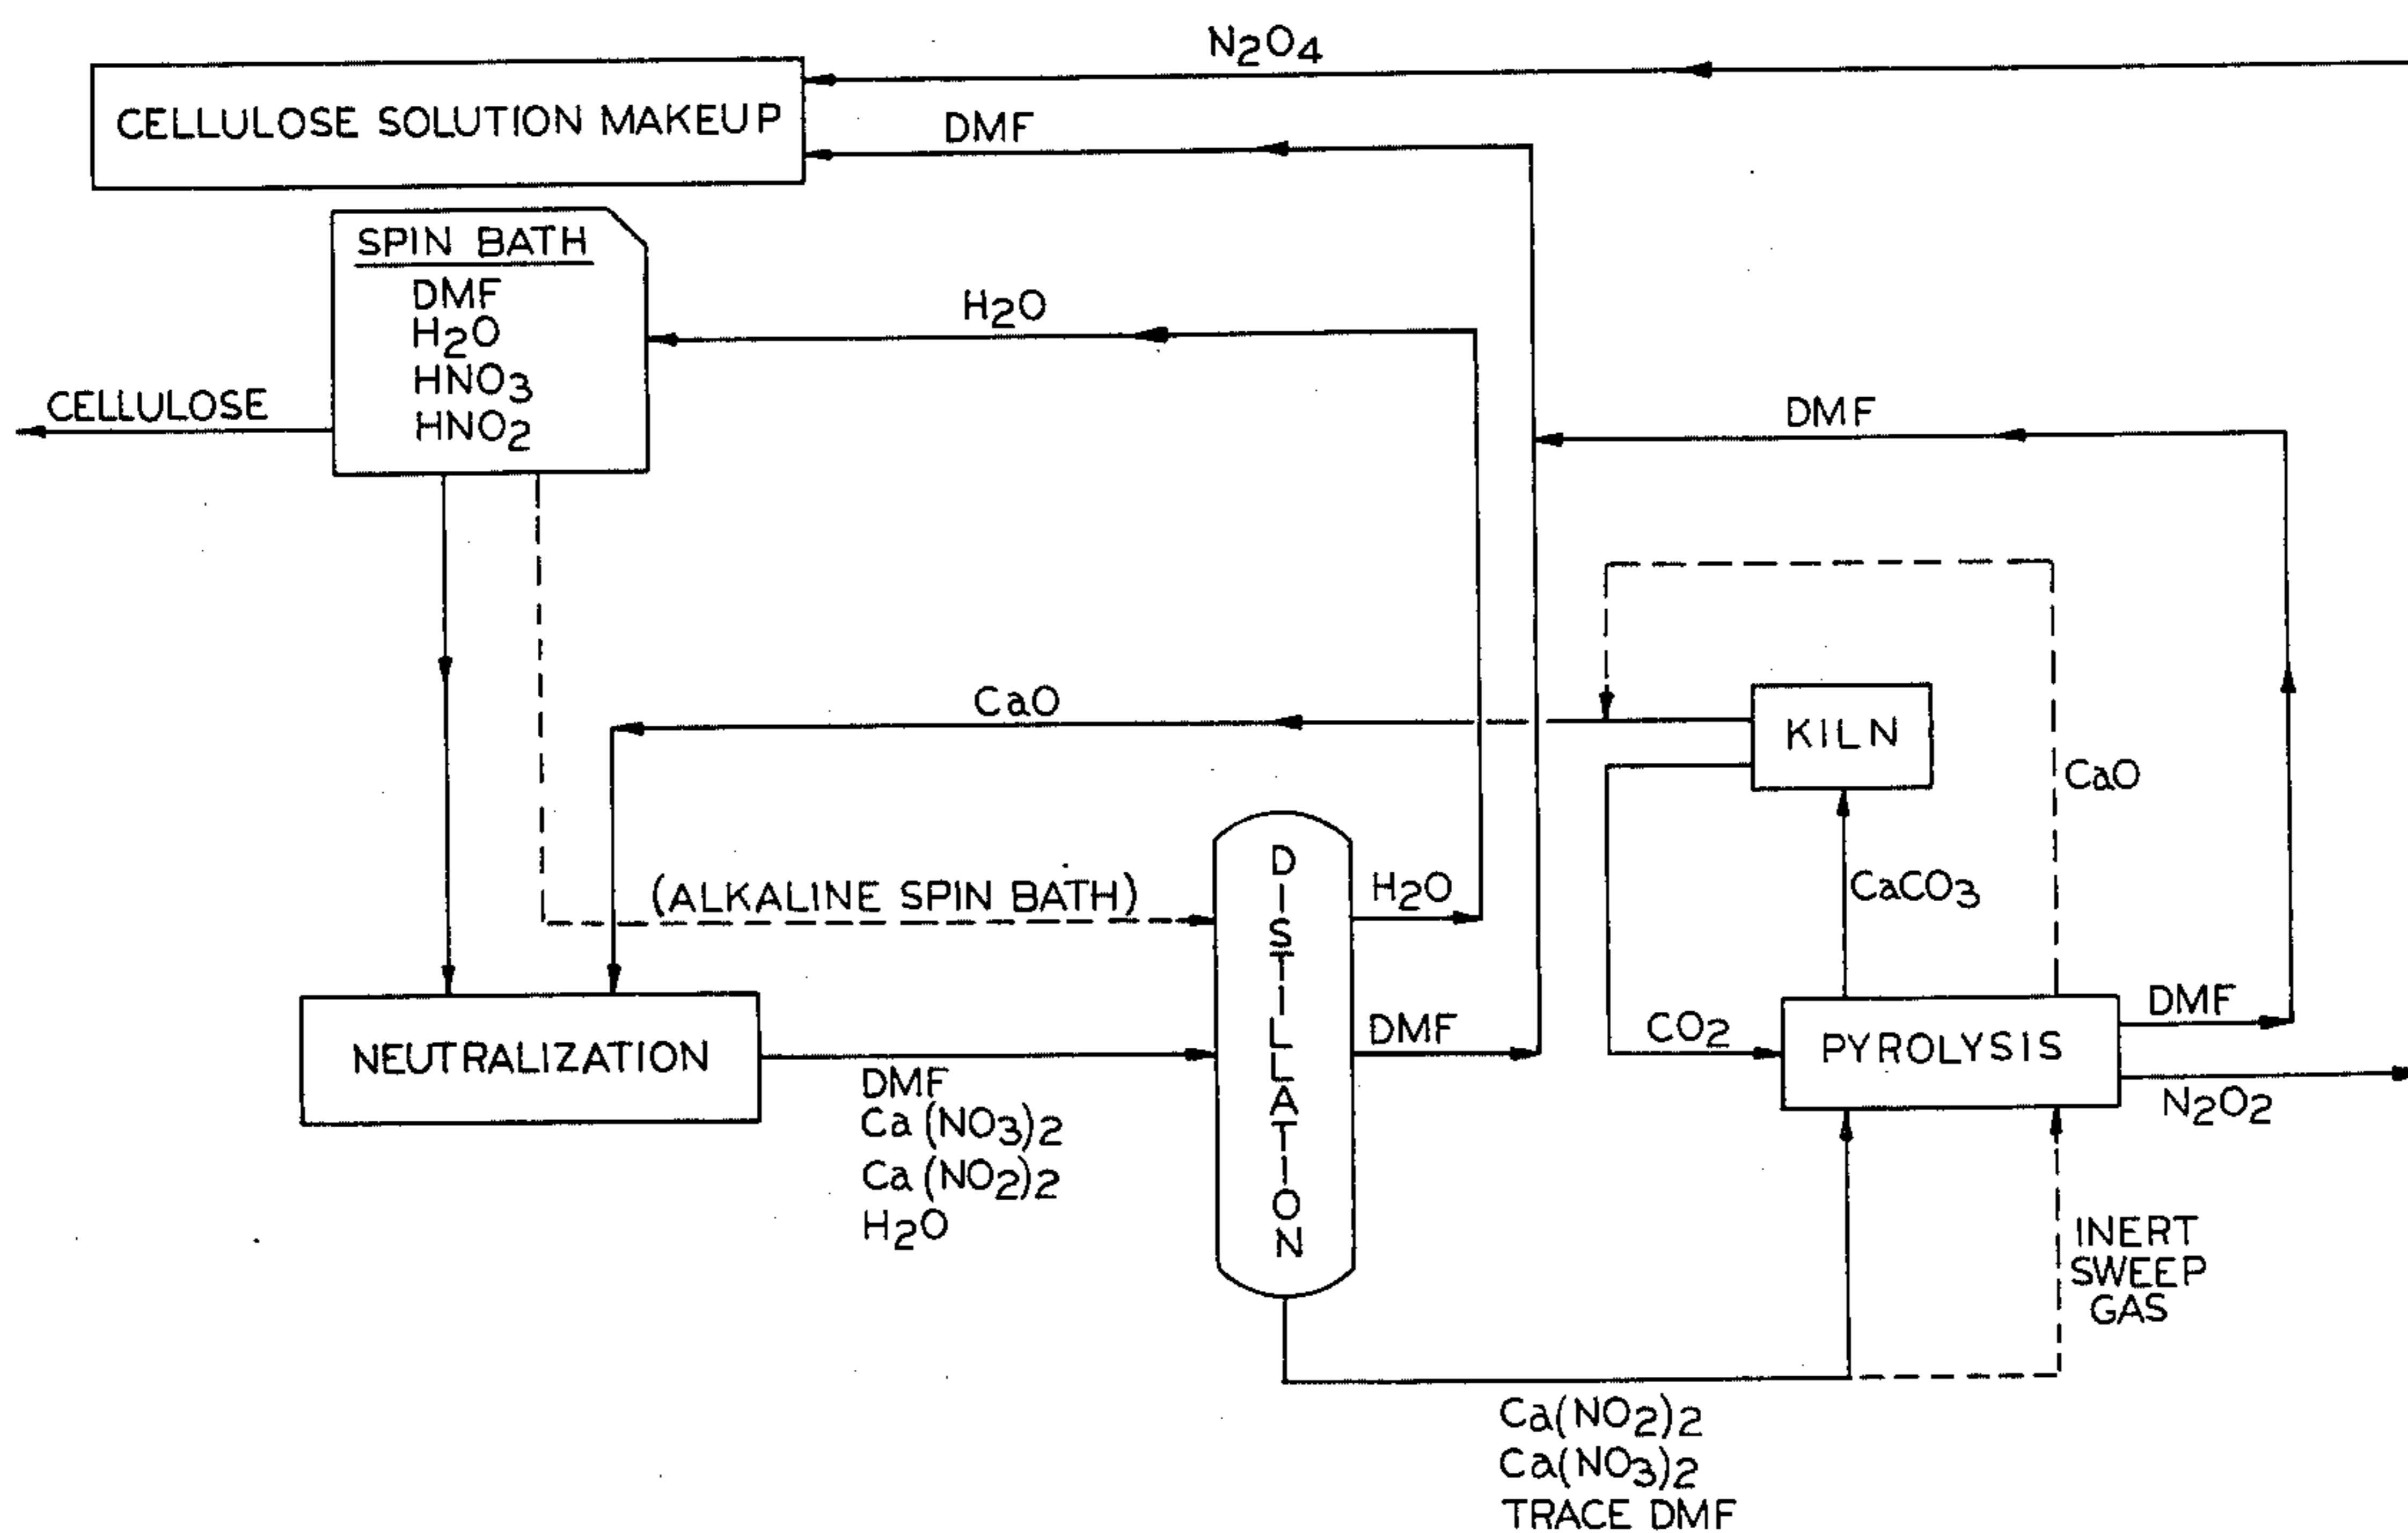 N2O4
CELLULOSE SOLUTION MAKEUP
DMF
SPIN BATH
DMF
H2O
HNO3
HNO2
H2O
CELLULOSE
DMF
CaO
KILN
CaO
(ALKALINE SPIN BATH)
H2O
CaCO3
DISTILLATION
NEUTRALIZATION
DMF
Ca(NO3)2
Ca(NO2)2
H2O
DMF
CO2
PYROLYSIS
DMF
N2O2
INERT
SWEEP
GAS
Ca(NO2)2
Ca(NO3)2
TRACE DMF